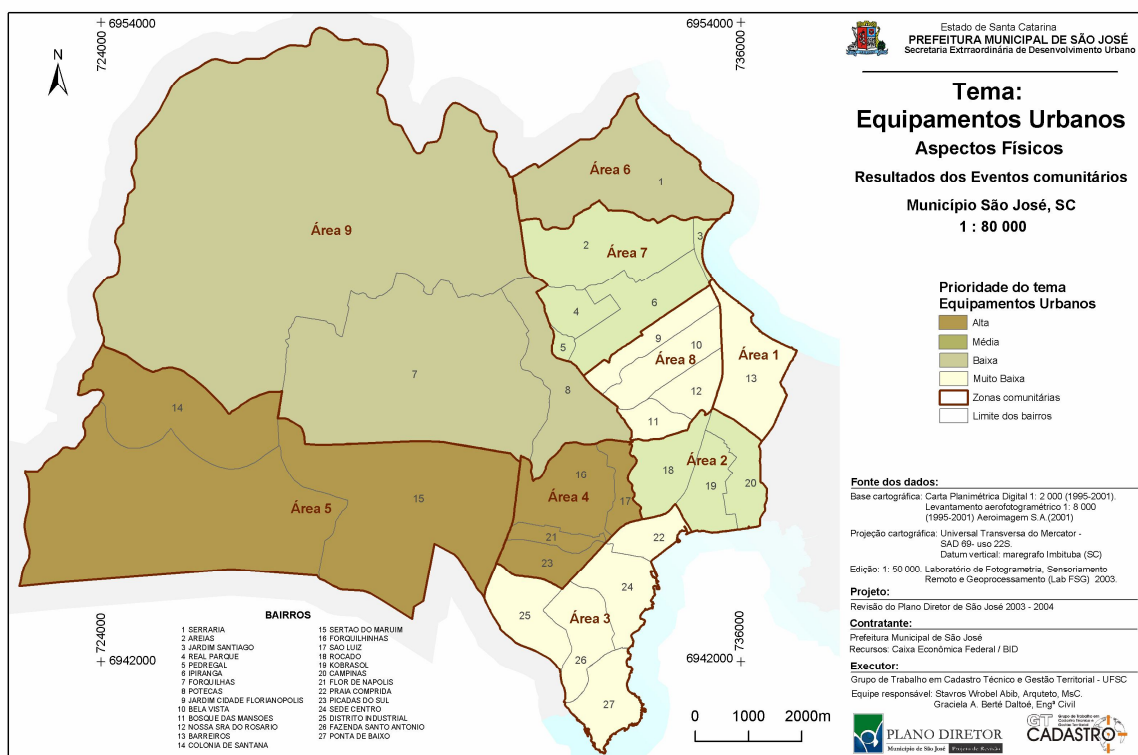 6954000
724000
6954000
736000
N
Estado de Santa Catarina
PREFEITURA MUNICIPAL DE SÃO JOSÉ
Secretaria Extraordinária de Desenvolvimento Urbano
Tema:
Equipamentos Urbanos
Aspectos Físicos
Resultados dos Eventos comunitários
Município São José, SC
1 : 80 000
Prioridade do tema
Equipamentos Urbanos
Alta
Média
Baixa
Muito Baixa
Zonas comunitárias
Limite dos bairros
Área 6
1
Área 9
2
3
Área 7
4
6
5
9
10
Área 8
Área 1
13
7
8
12
11
14
Área 2
18
19
20
16
Área 4
17
15
Área 5
21
23
22
24
25
Área 3
26
27
BAIRROS
1 SERRARIA
2 AREIAS
3 JARDIM SANTIAGO
4 REAL PARQUE
5 PEDREGAL
6 IPIRANGA
7 FORQUILHAS
8 POTECAS
9 JARDIM CIDADE FLORIANOPOLIS
10 BELA VISTA
11 BOSQUE DAS MANSOES
12 NOSSA SRA DO ROSARIO
13 BARREIROS
14 COLONIA DE SANTANA
15 SERTAO DO MARUIM
16 FORQUILHINHAS
17 SAO LUIZ
18 ROCADO
19 KOBRASOL
20 CAMPINAS
21 FLOR DE NAPOLIS
22 PRAIA COMPRIDA
23 PICADAS DO SUL
24 SEDE CENTRO
25 DISTRITO INDUSTRIAL
26 FAZENDA SANTO ANTONIO
27 PONTA DE BAIXO
724000
6942000
736000
6942000
0 1000 2000m
Fonte dos dados:
Base cartográfica: Carta Planimétrica Digital 1: 2 000 (1995-2001).
Levantamento aerofotogramétrico 1: 8 000
(1995-2001) Aeroimagem S.A.(2001)
Projeção cartográfica: Universal Transversa do Mercator -
SAD 69- uso 22S.
Datum vertical: maregrafo Imbituba (SC)
Edição: 1: 50 000. Laboratório de Fotogrametria, Sensoriamento
Remoto e Geoprocessamento (Lab FSG) 2003.
Projeto:
Revisão do Plano Diretor de São José 2003 - 2004
Contratante:
Prefeitura Municipal de São José
Recursos: Caixa Econômica Federal / BID
Executor:
Grupo de Trabalho em Cadastro Técnico e Gestão Territorial - UFSC
Equipe responsável: Stavros Wrobel Abib, Arquteto, MsC.
Graciela A. Berté Daltoé, Engª Civil
PLANO DIRETOR
Município de São José Projeto de Revisão
GT
Grupo de Trabalho em
Cadastro Técnico e
Gestão Territorial
CADASTRO